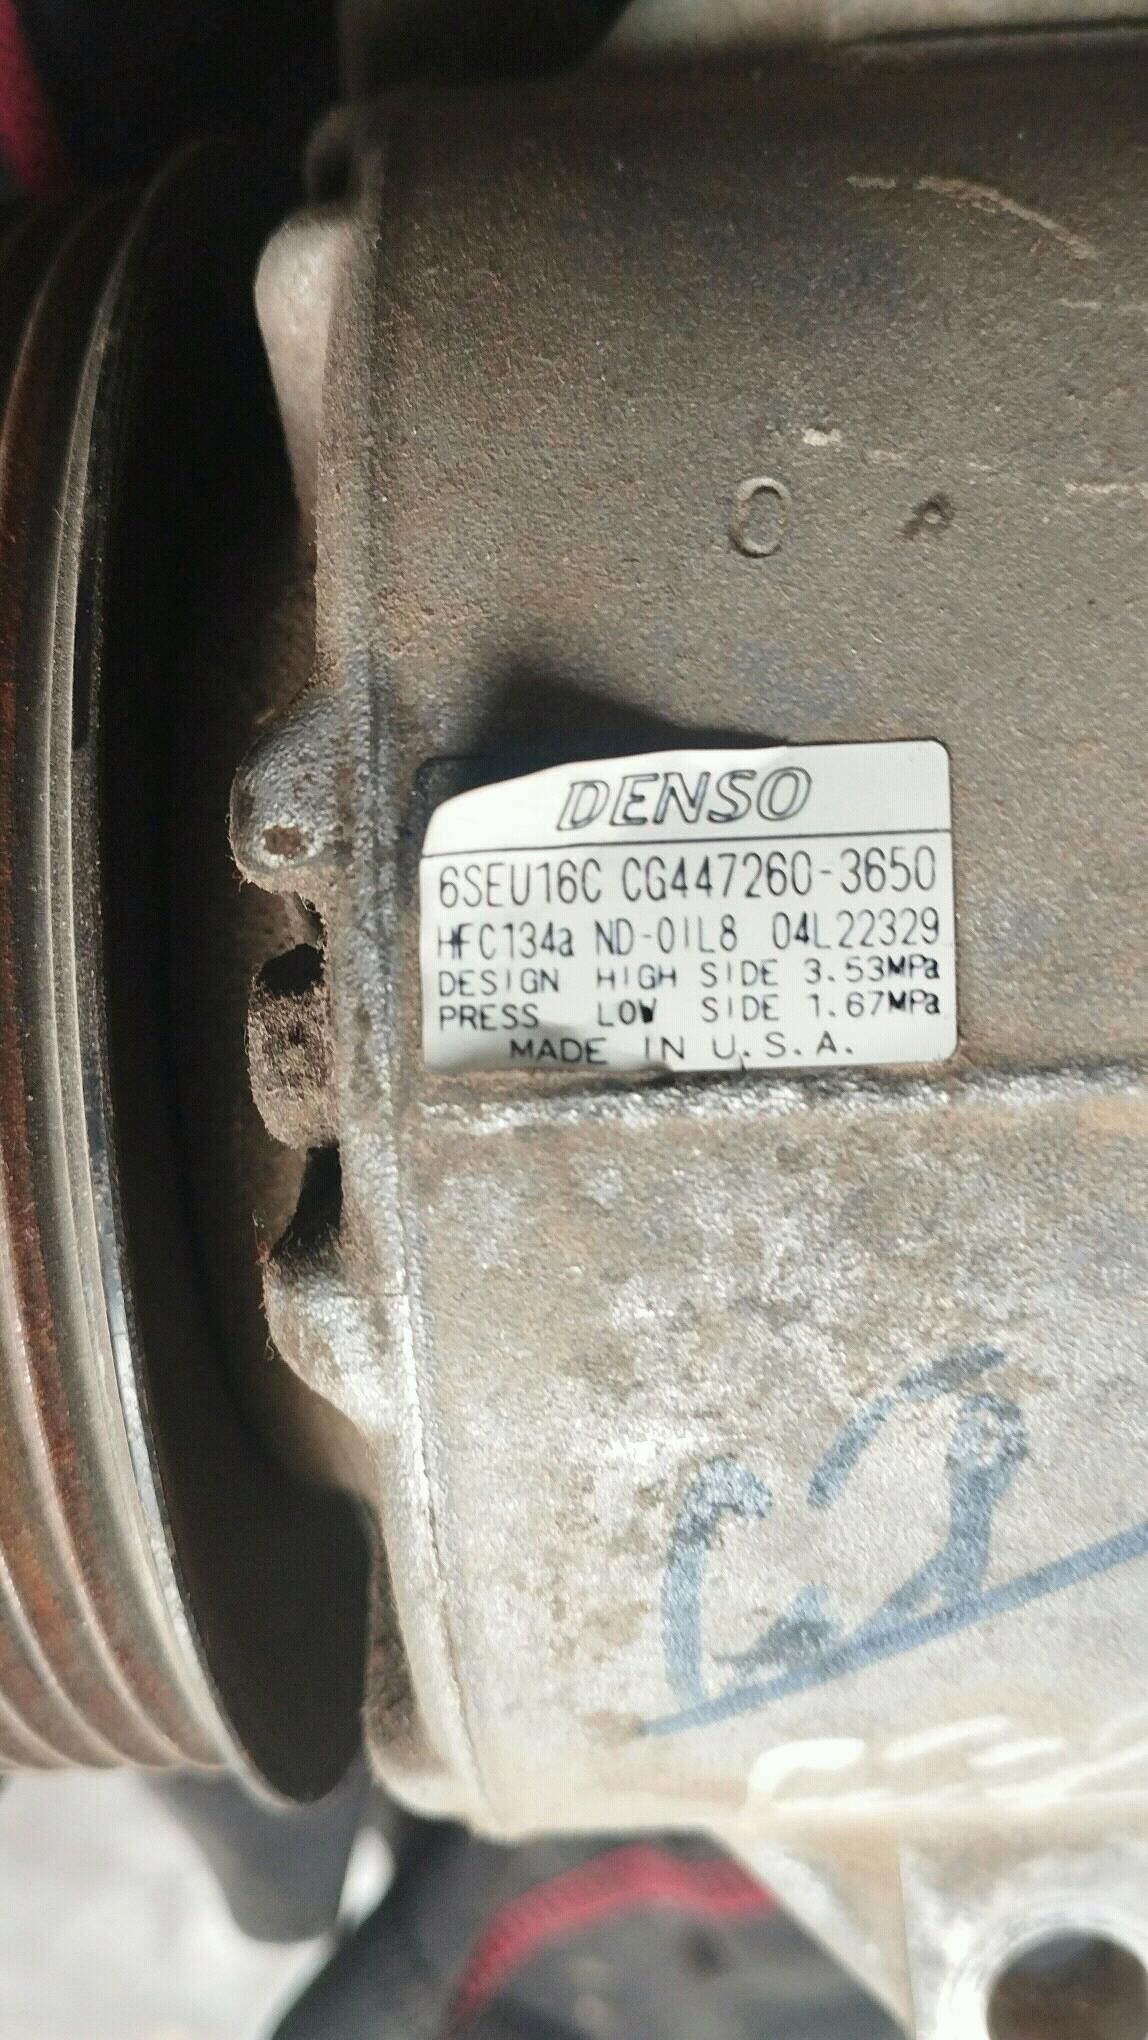 O
DENSO
6SEU16C CG447260-3650
HFC134a ND-OIL8 04L22329
DESIGN HIGH SIDE 3.53MPa
PRESS LOW SIDE 1.67MPa
MADE IN U.S.A.